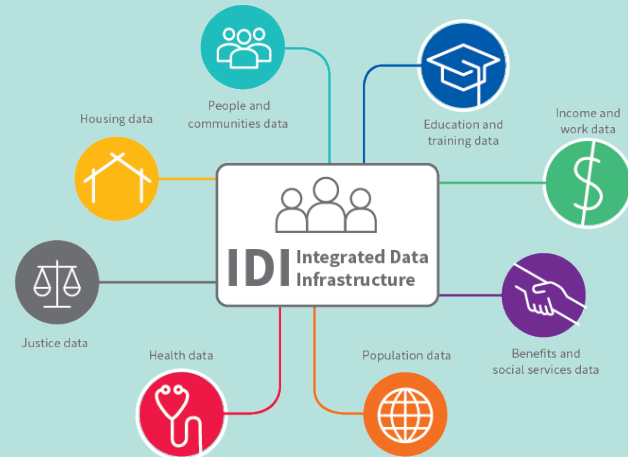 People and
communities data
Education and
training data
Income and
work data
Housing data
IDI Integrated Data
Infrastructure
Justice data
Benefits and
social services data
Health data
Population data